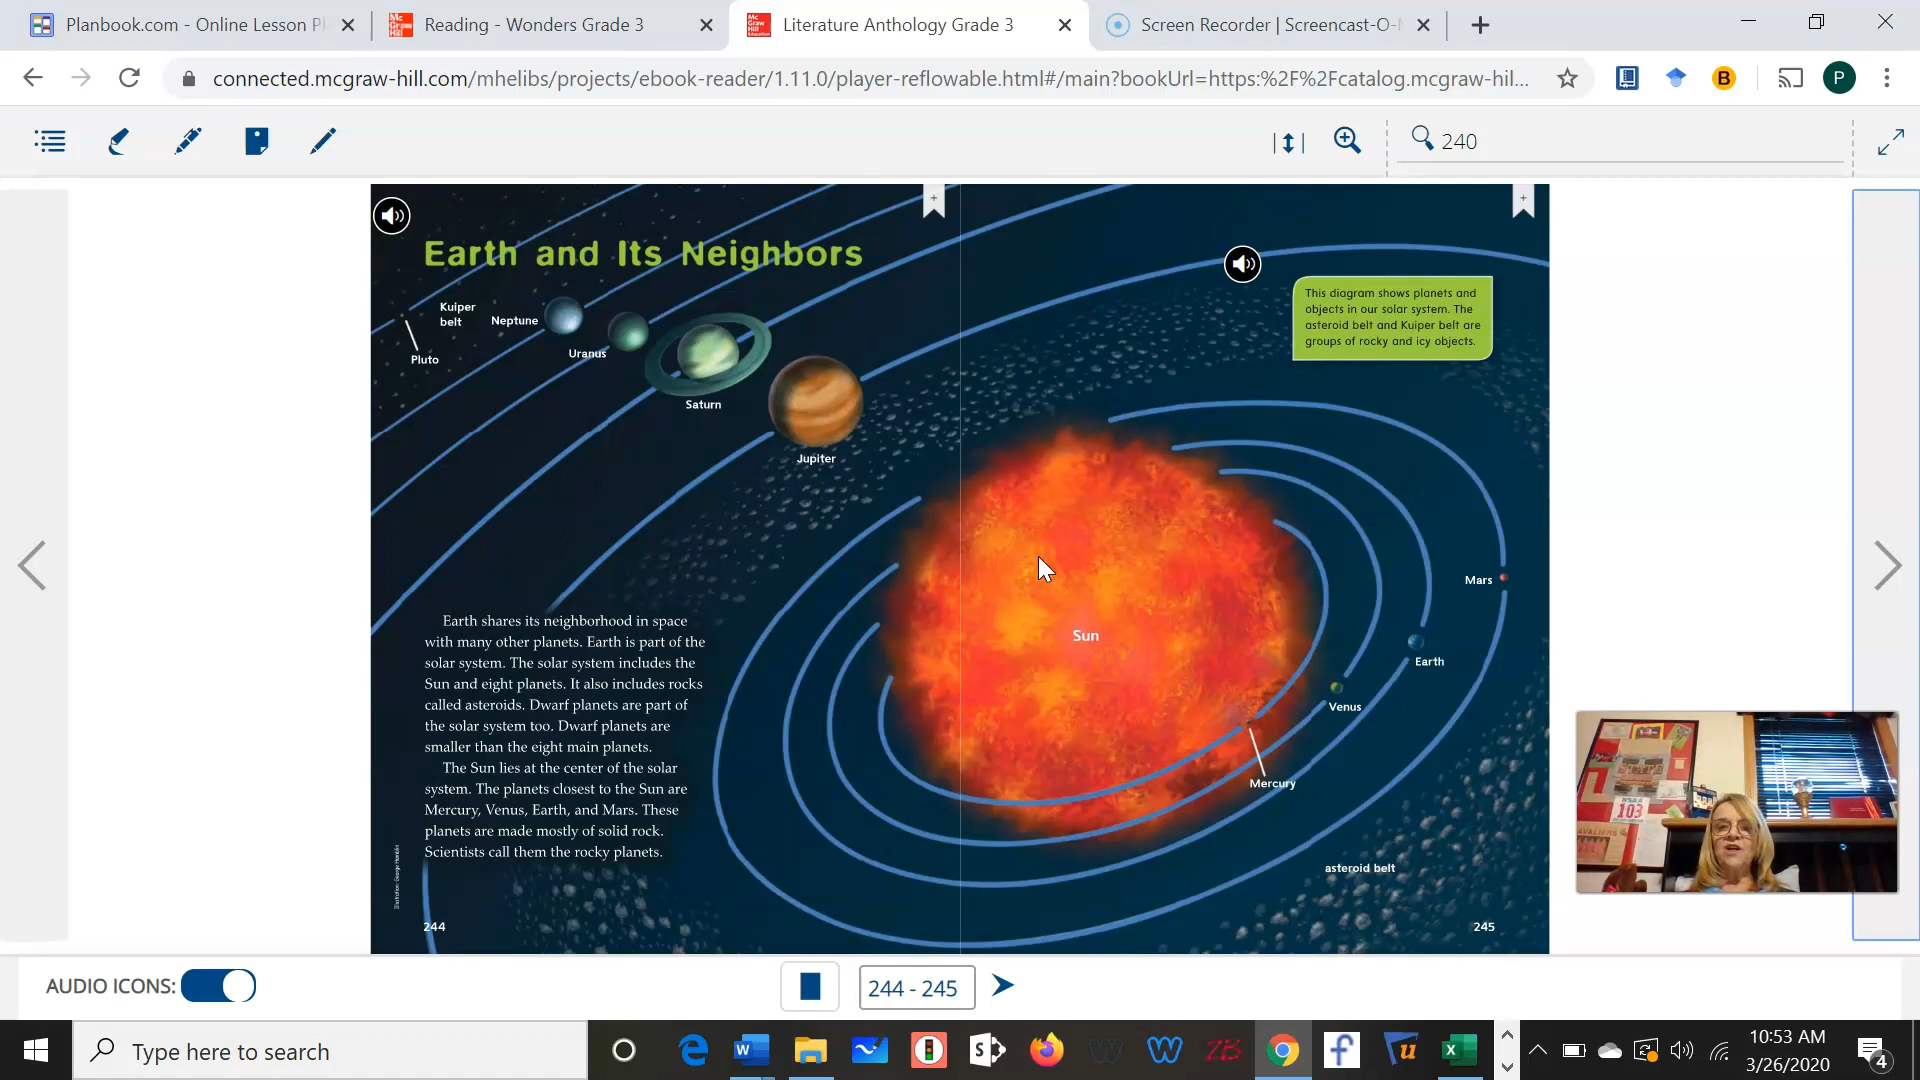 Planbook.com - Online Lesson Pl
Reading - Wonders Grade 3
Literature Anthology Grade 3
Screen Recorder | Screencast-O-M
connected.mcgraw-hill.com/mhelibs/projects/ebook-reader/1.11.0/player-reflowable.html#/main?bookUrl=https:%2F%2Fcatalog.mcgraw-hil...
B
P
240
Earth and Its Neighbors
Kuiper
belt
Neptune
Pluto
Uranus
Saturn
Jupiter
This diagram shows planets and
objects in our solar system. The
asteroid belt and Kuiper belt are
groups of rocky and icy objects.
Sun
Mars
Earth
Venus
Mercury
asteroid belt
Earth shares its neighborhood in space
with many other planets. Earth is part of the
solar system. The solar system includes the
Sun and eight planets. It also includes rocks
called asteroids. Dwarf planets are part of
the solar system too. Dwarf planets are
smaller than the eight main planets.
The Sun lies at the center of the solar
system. The planets closest to the Sun are
Mercury, Venus, Earth, and Mars. These
planets are made mostly of solid rock.
Scientists call them the rocky planets.
244
245
103
AUDIO ICONS:
244 - 245
Type here to search
10:53 AM
3/26/2020
4